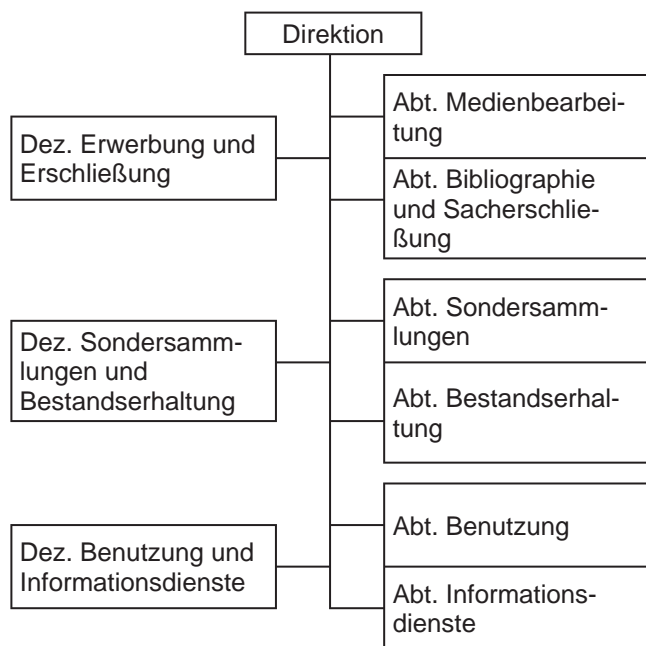 Direktion
Dez. Erwerbung und
Erschließung
Abt. Medienbearbei-
tung
Abt. Bibliographie
und Sacherschlie-
ßung
Dez. Sondersamm-
lungen und
Bestandserhaltung
Abt. Sondersamm-
lungen
Abt. Bestandserhal-
tung
Dez. Benutzung und
Informationsdienste
Abt. Benutzung
Abt. Informations-
dienste